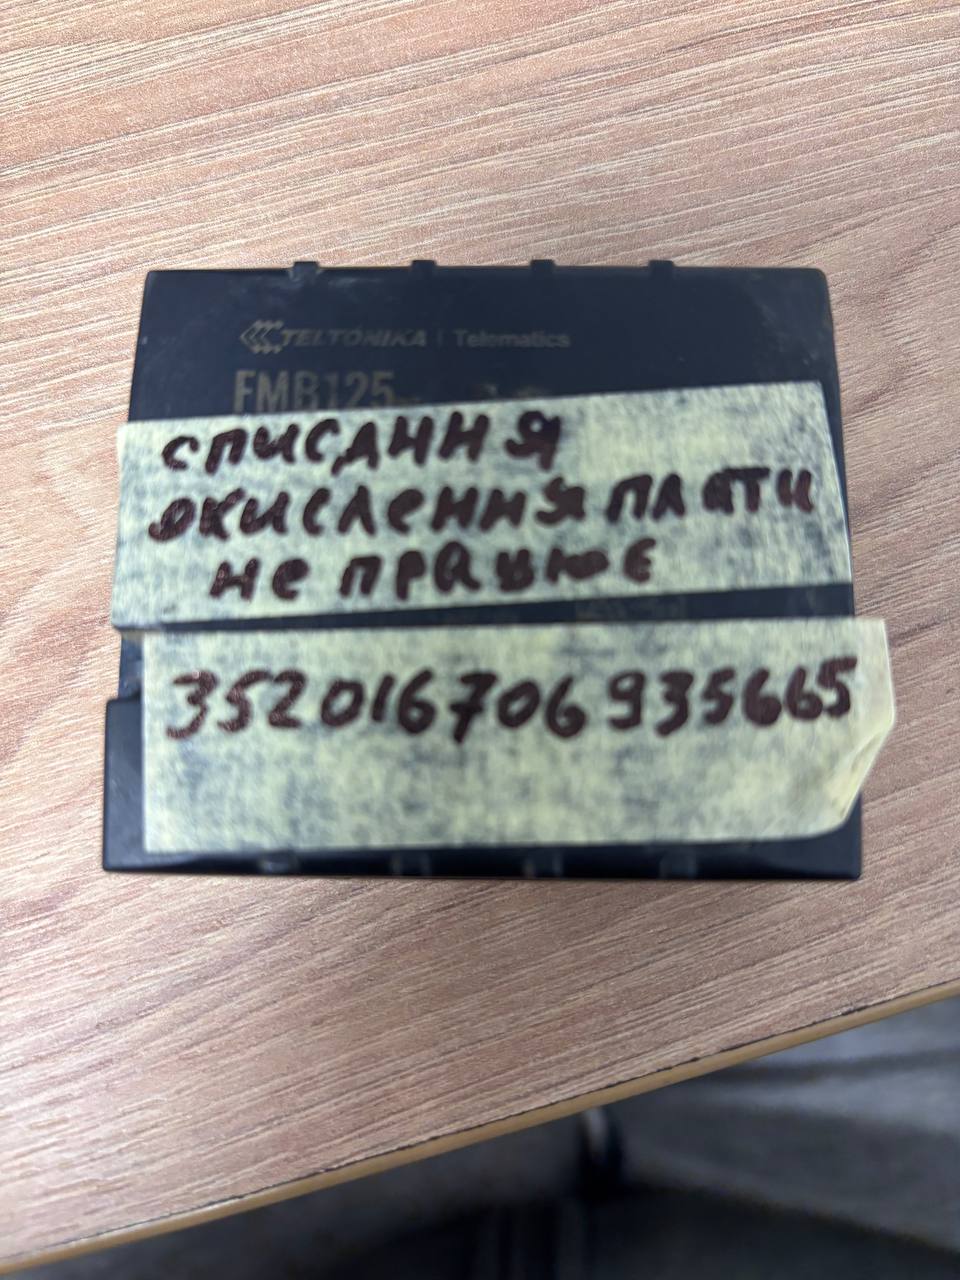 TELTONIKA | Telematics
FMB125
списання
окислення плати
не працює
352016706935665